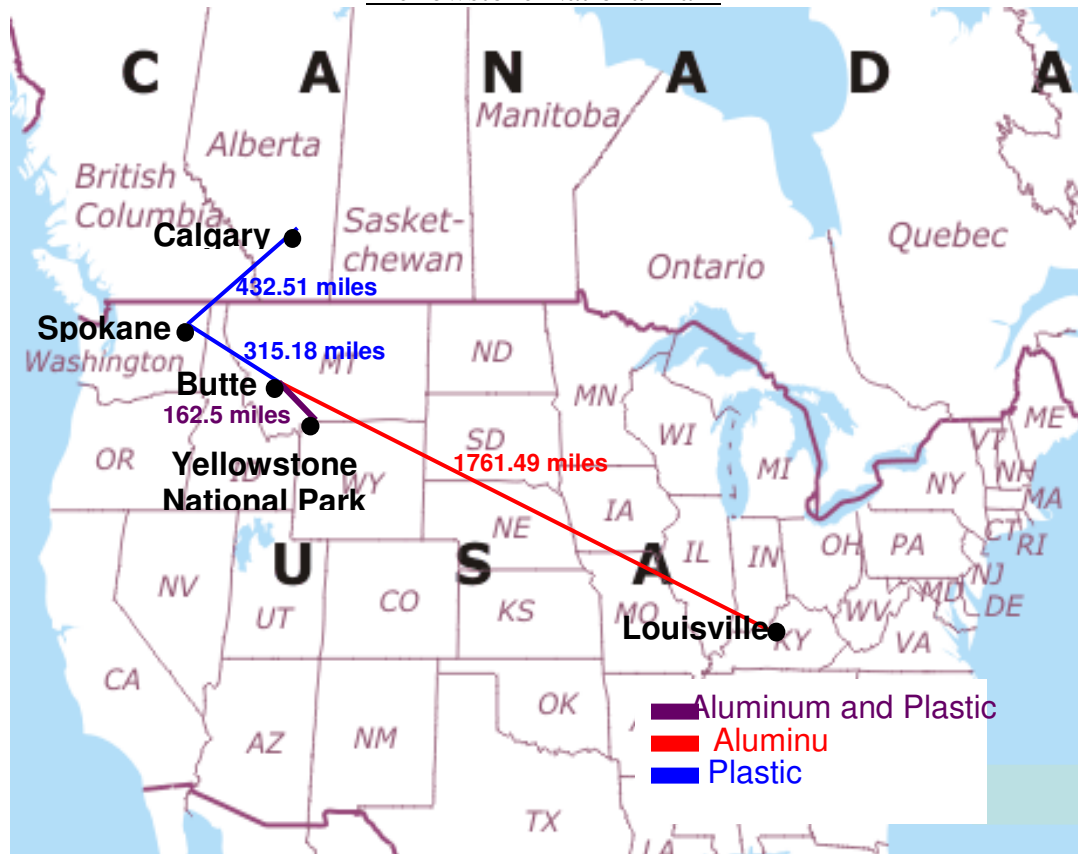 C A N A D A
Manitoba
Alberta
British
Columbia
Sasket-
chewan
Quebec
Calgary
Ontario
432.51 miles
Spokane
Washington
315.18 miles
MT
ND
Butte
MN
162.5 miles
ME
WI
SD
VT
OR
ID
Yellowstone
1761.49 miles
MI
NH
National Park
WY
NY
MA
IA
NE
CT
RI
OH
PA
IL
IN
U S A
NJ
NV
CO
MD
DE
UT
KS
MO
WV
Louisville
KY
VA
CA
OK
Aluminum and Plastic
AZ
NM
Aluminu
Plastic
TX
LA